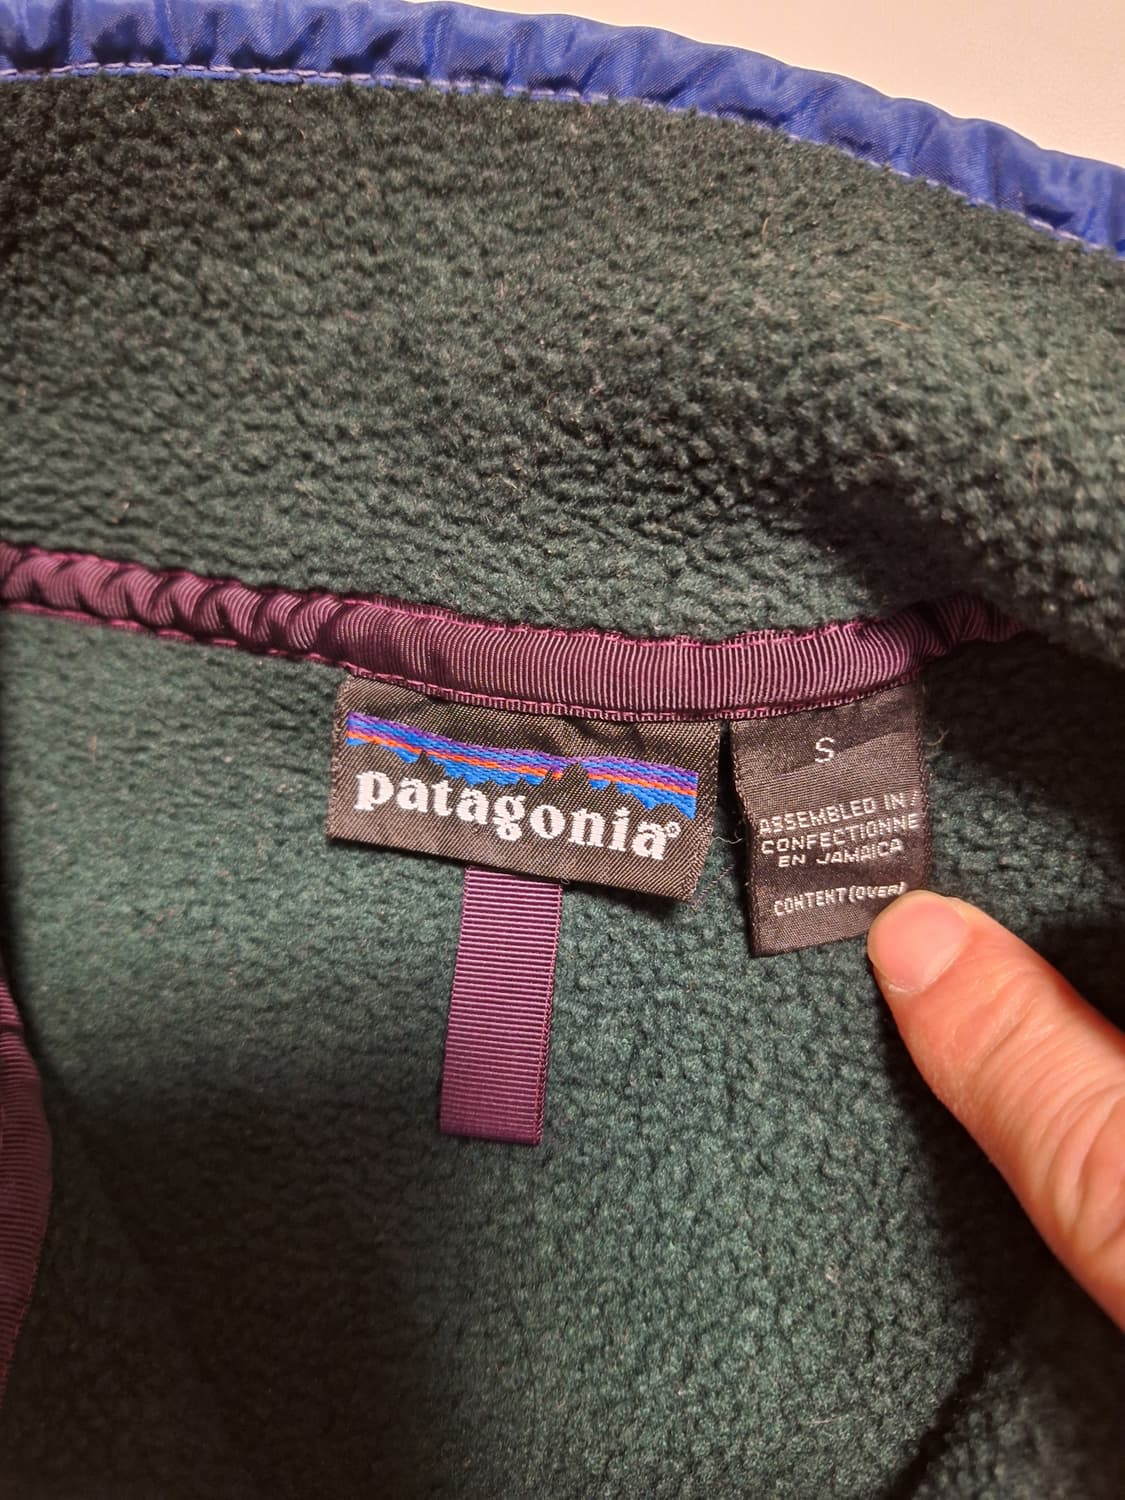 patagonia®
S
ASSEMBLED IN/
CONFECTIONNE
EN JAMAICA
CONTENT (OVER)